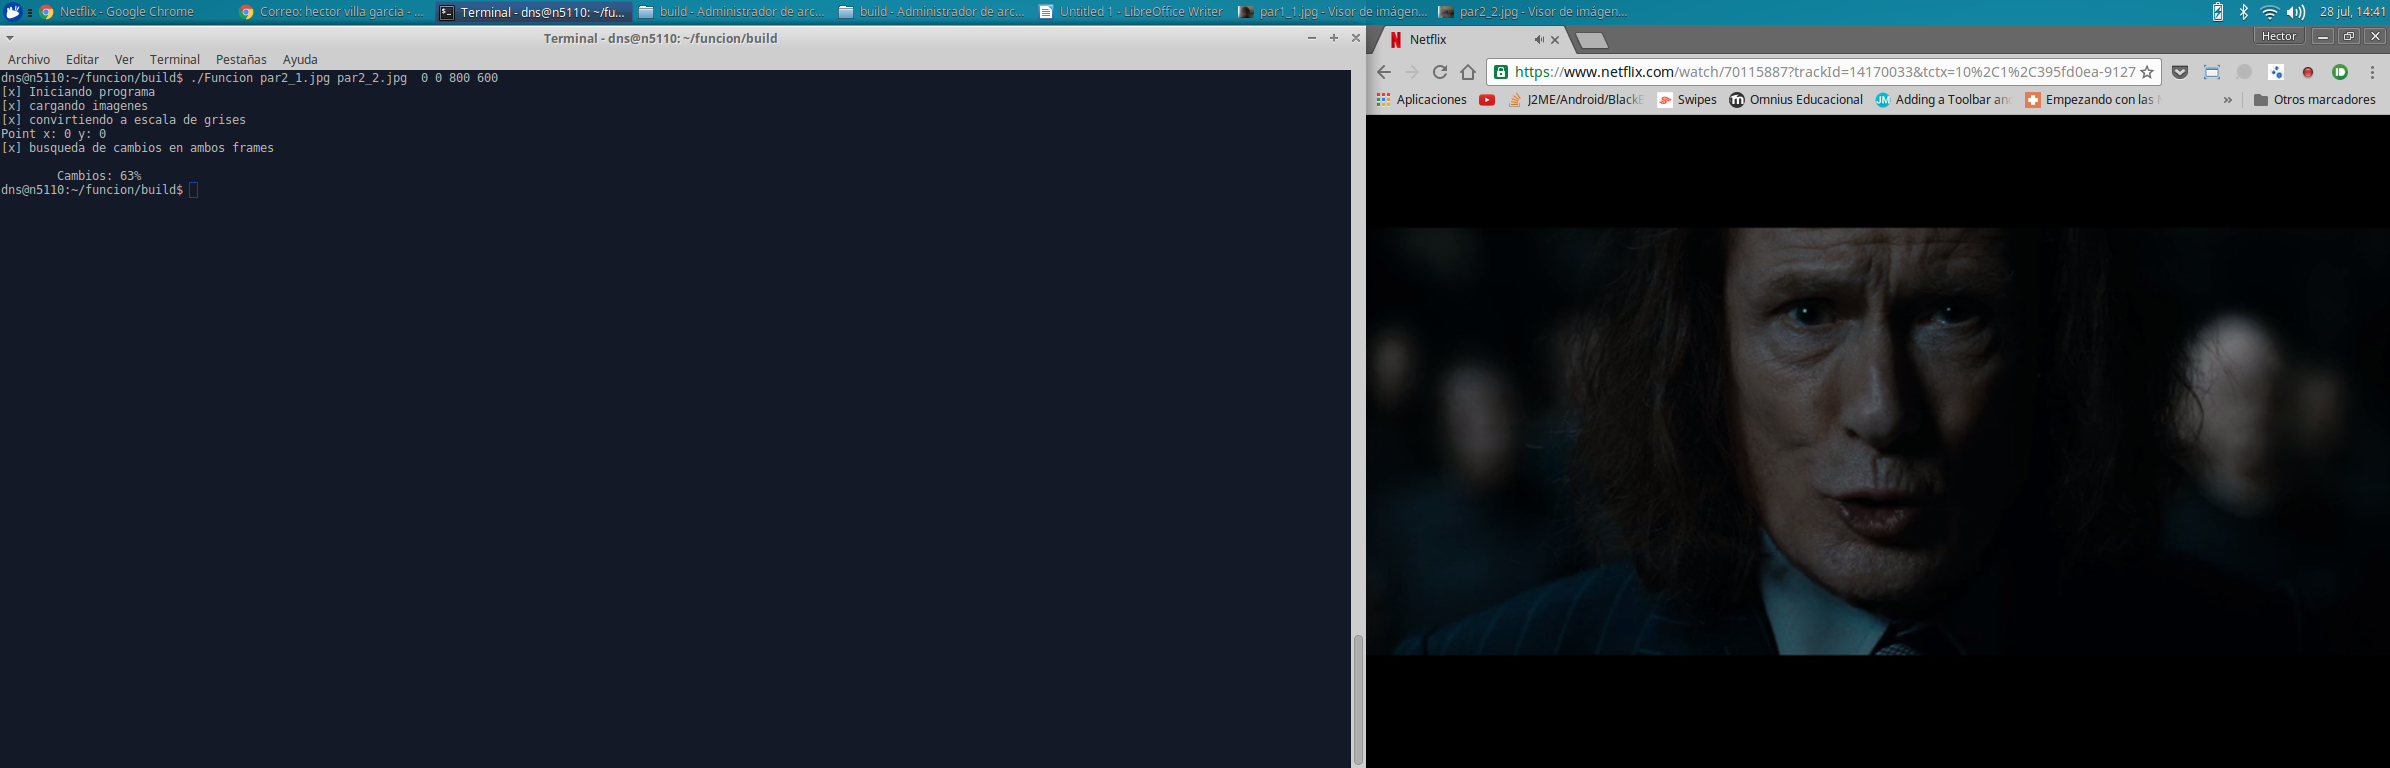 Netflix - Google Chrome
Correo: hector villa garcia - ...
Terminal - dns@n5110: ~/fu...
build - Administrador de arc...
build - Administrador de arc...
Untitled 1 - LibreOffice Writer
par1_1.jpg - Visor de imágen...
par2_2.jpg - Visor de imágen...
28 jul, 14:41
Terminal - dns@n5110: ~/funcion/build
Archivo Editar Ver Terminal Pestañas Ayuda
dns@n5110:~/funcion/build$ ./Funcion par2_1.jpg par2_2.jpg  0 0 800 600
[x] Iniciando programa
[x] cargando imagenes
[x] convirtiendo a escala de grises
Point x: 0 y: 0
[x] busqueda de cambios en ambos frames
Cambios: 63%
dns@n5110:~/funcion/build$
Netflix
Hector
https://www.netflix.com/watch/70115887?trackId=14170033&tctx=10%2C1%2C395fd0ea-9127
Aplicaciones
J2ME/Android/BlackB
Swipes
Omnius Educacional
Adding a Toolbar and
Empezando con las
»
Otros marcadores